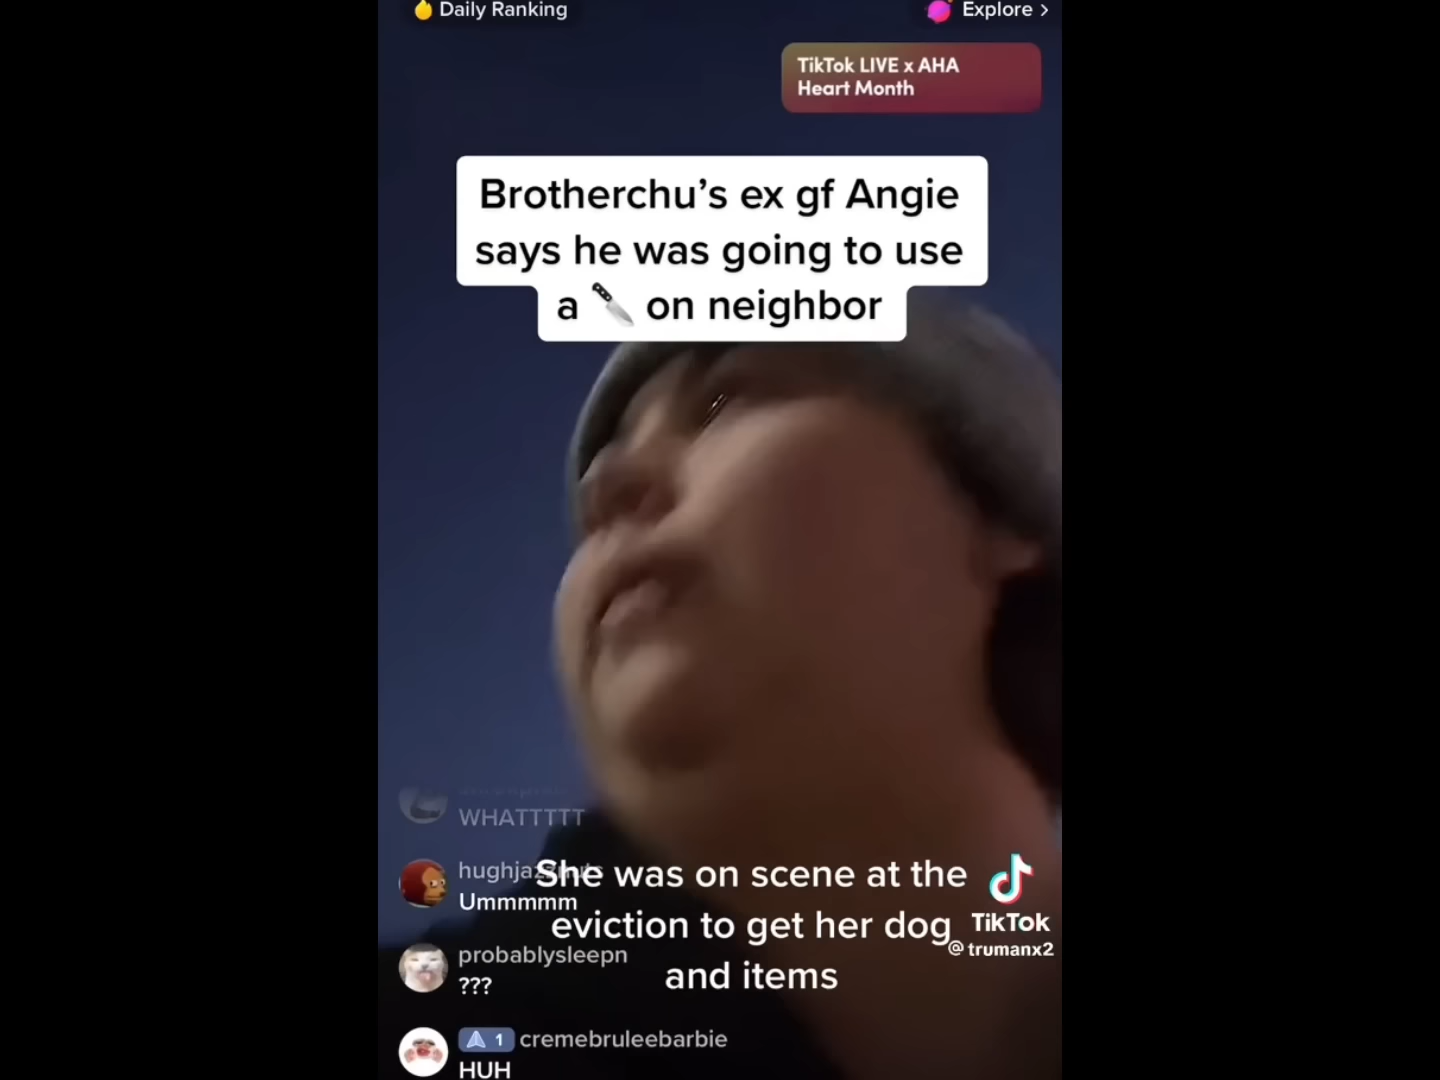 Daily Ranking
Explore >
TikTok LIVE x AHA
Heart Month
Brotherchu’s ex gf Angie
says he was going to use
a 🔪 on neighbor
WHATTTTT
Ummmmm
She was on scene at the
eviction to get her dog
and items
TikTok
@trumanx2
probablysleepn
???
1 cremebruleebarbie
HUH